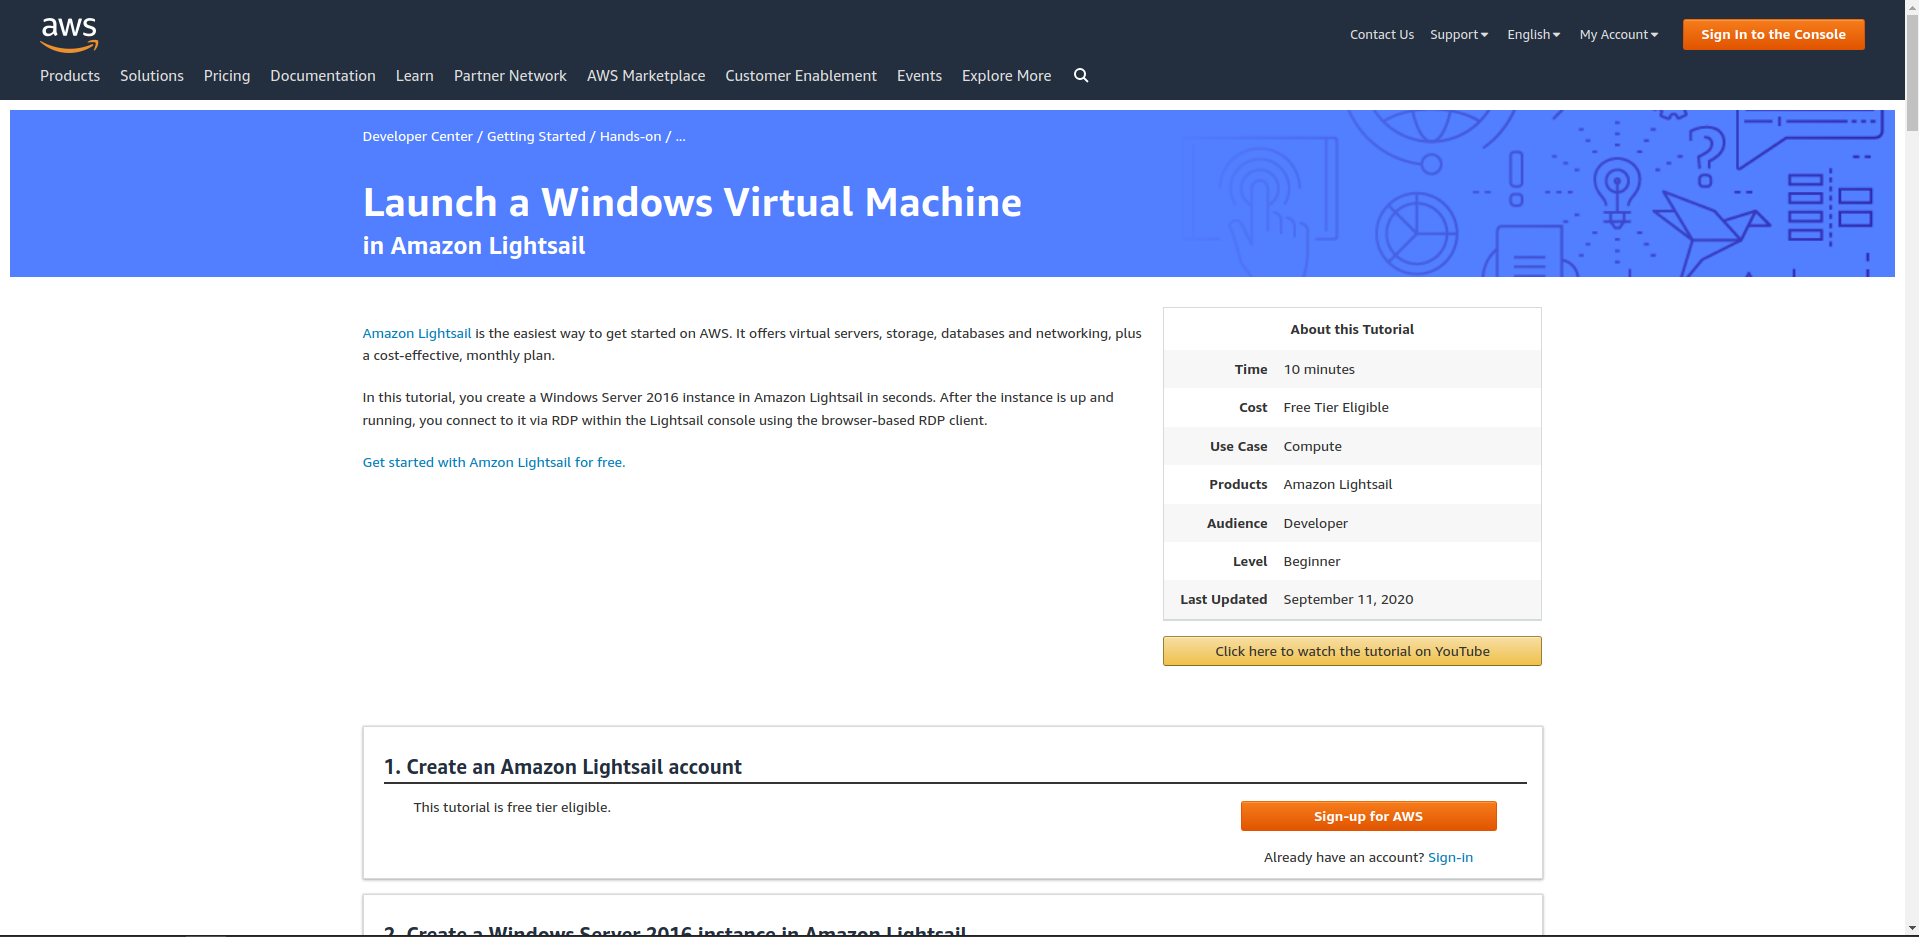 aws
Contact Us Support English My Account Sign In to the Console
Products Solutions Pricing Documentation Learn Partner Network AWS Marketplace Customer Enablement Events Explore More
Developer Center / Getting Started / Hands-on / ...
Launch a Windows Virtual Machine
in Amazon Lightsail
Amazon Lightsail is the easiest way to get started on AWS. It offers virtual servers, storage, databases and networking, plus
a cost-effective, monthly plan.
In this tutorial, you create a Windows Server 2016 instance in Amazon Lightsail in seconds. After the instance is up and
running, you connect to it via RDP within the Lightsail console using the browser-based RDP client.
Get started with Amzon Lightsail for free.
About this Tutorial
Time 10 minutes
Cost Free Tier Eligible
Use Case Compute
Products Amazon Lightsail
Audience Developer
Level Beginner
Last Updated September 11, 2020
Click here to watch the tutorial on YouTube
1. Create an Amazon Lightsail account
This tutorial is free tier eligible.
Sign-up for AWS
Already have an account? Sign-in
2. Create a Windows Server 2016 instance in Amazon Lightsail